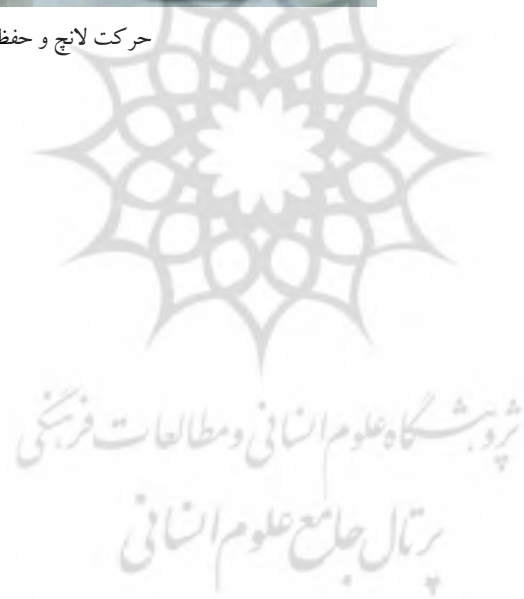 حرکت لانچ و حفظ
پژوهشگاه علوم انسانی و مطالعات فرهنگی
پرتال جامع علوم انسانی